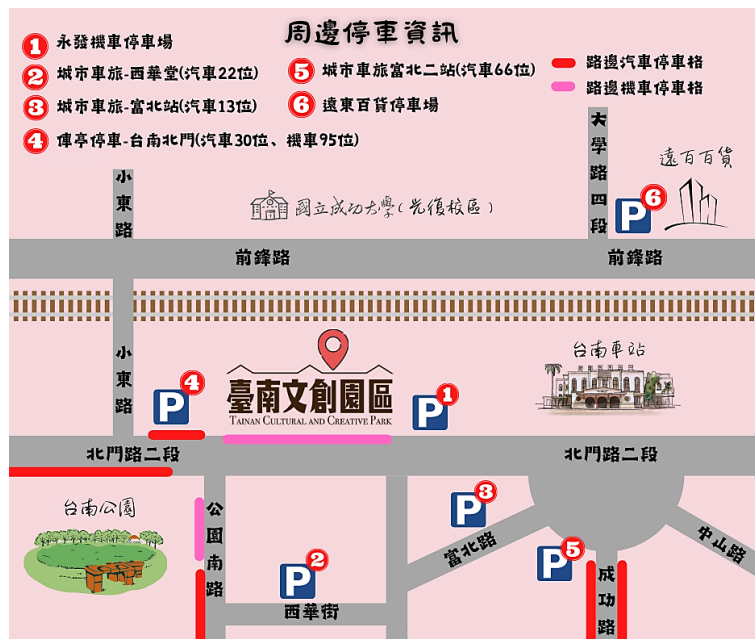 周邊停車資訊
1 永發機車停車場
2 城市車旅-西華堂(汽車22位)
3 城市車旅-富北站(汽車13位)
4 俥亭停車-台南北門(汽車30位、機車95位)
5 城市車旅富北二站(汽車66位)
6 遠東百貨停車場
路邊汽車停車格
路邊機車停車格
小東路
國立成功大學(光復校區)
大學路四段
遠百百貨
P 6
前鋒路
前鋒路
小東路
P 4
臺南文創園區
TAINAN CULTURAL AND CREATIVE PARK
P 1
台南車站
北門路二段
北門路二段
台南公園
公園南路
P 3
富北路
中山路
P 2
P 5
成功路
西華街